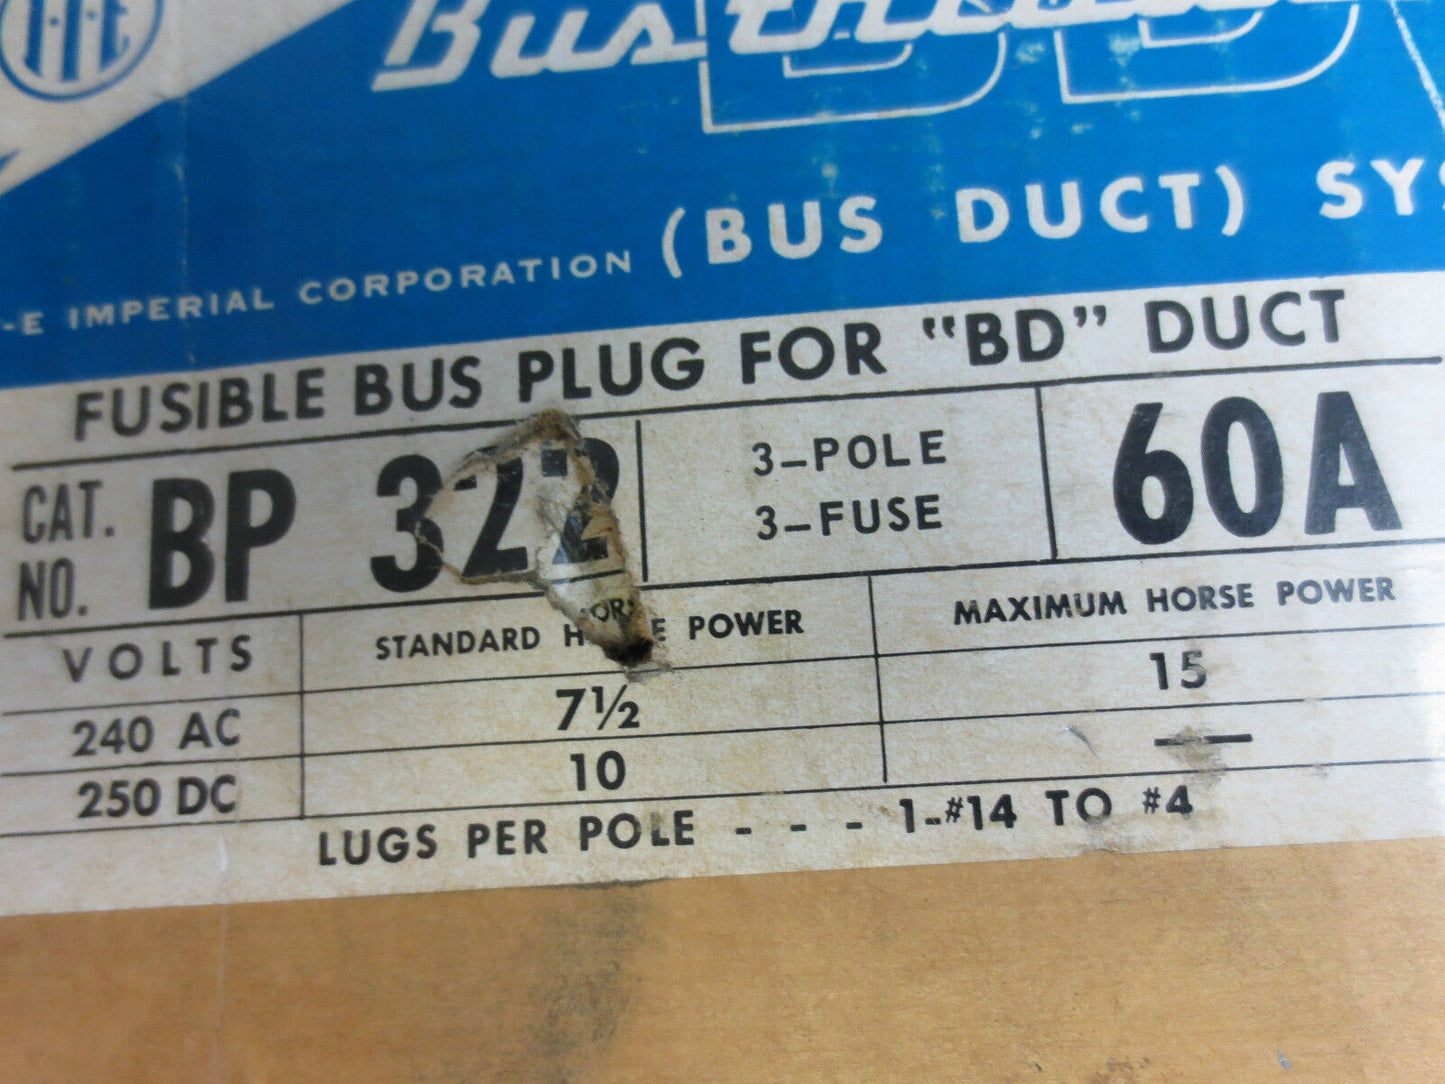 I-T-E
(BUS DUCT)
-E IMPERIAL CORPORATION
FUSIBLE BUS PLUG FOR "BD" DUCT
CAT. NO. BP 322
3-POLE
3-FUSE
60A
VOLTS STANDARD HORSE POWER MAXIMUM HORSE POWER
240 AC 7½ 15
250 DC 10 —
LUGS PER POLE - - - 1-#14 TO #4